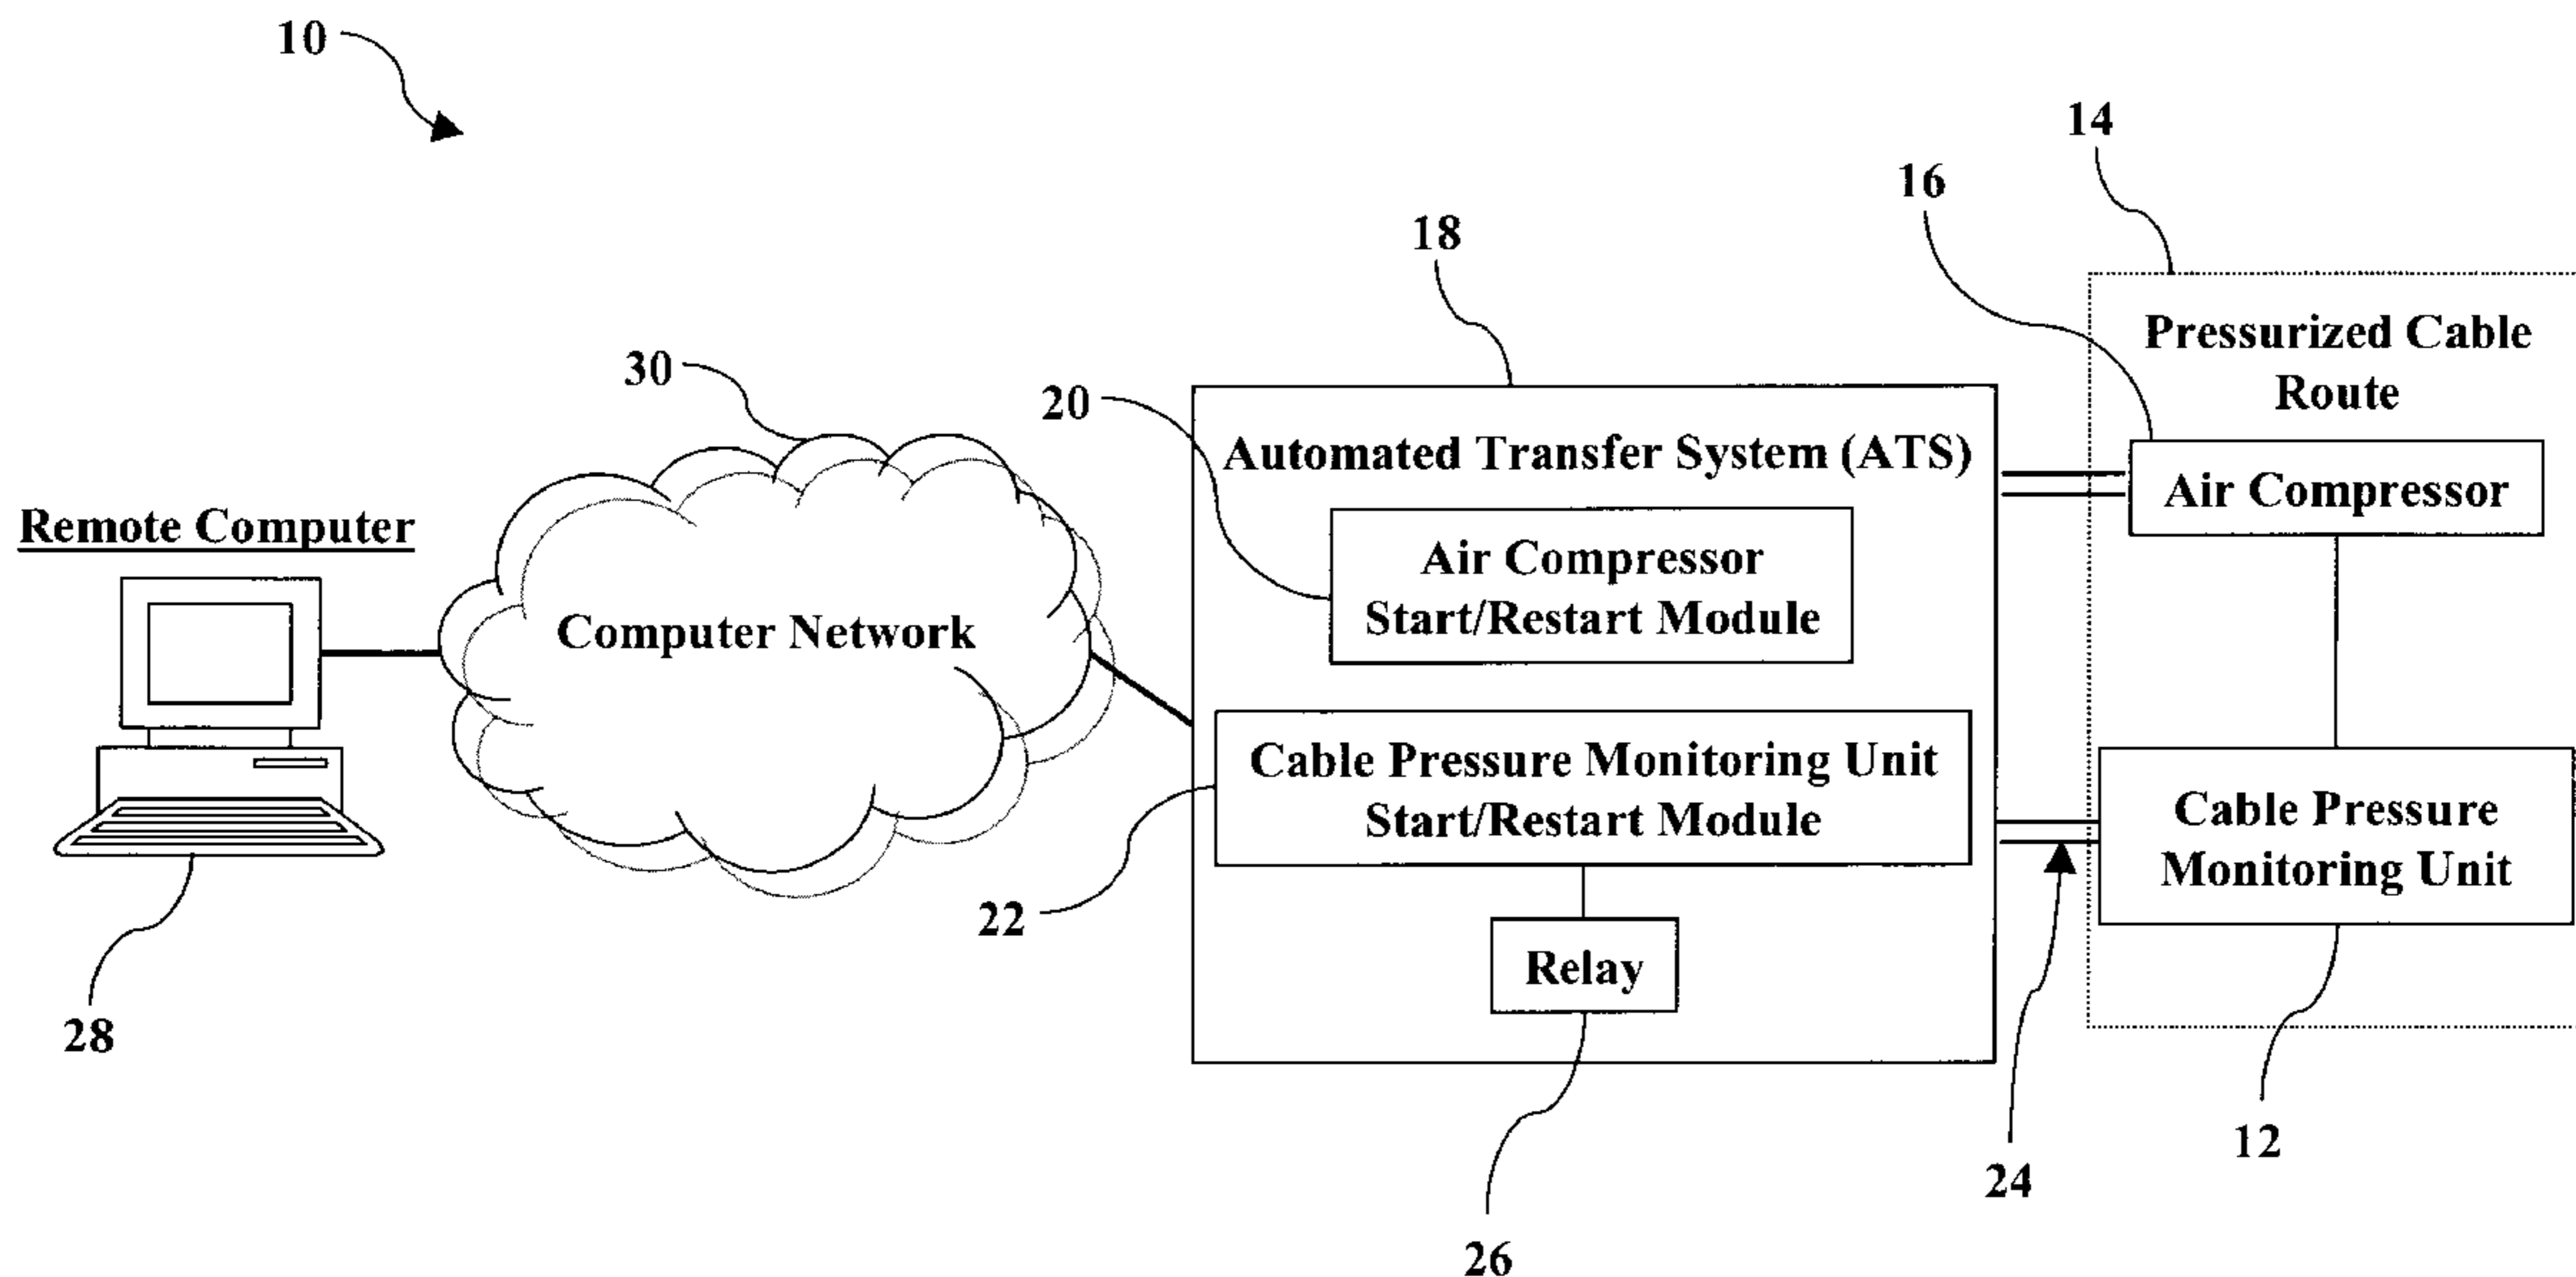 10
14
16
18
Pressurized Cable
Route
30
20
Automated Transfer System (ATS)
Air Compressor
Remote Computer
Air Compressor
Start/Restart Module
Computer Network
Cable Pressure Monitoring Unit
Start/Restart Module
Cable Pressure
Monitoring Unit
22
Relay
28
12
24
26